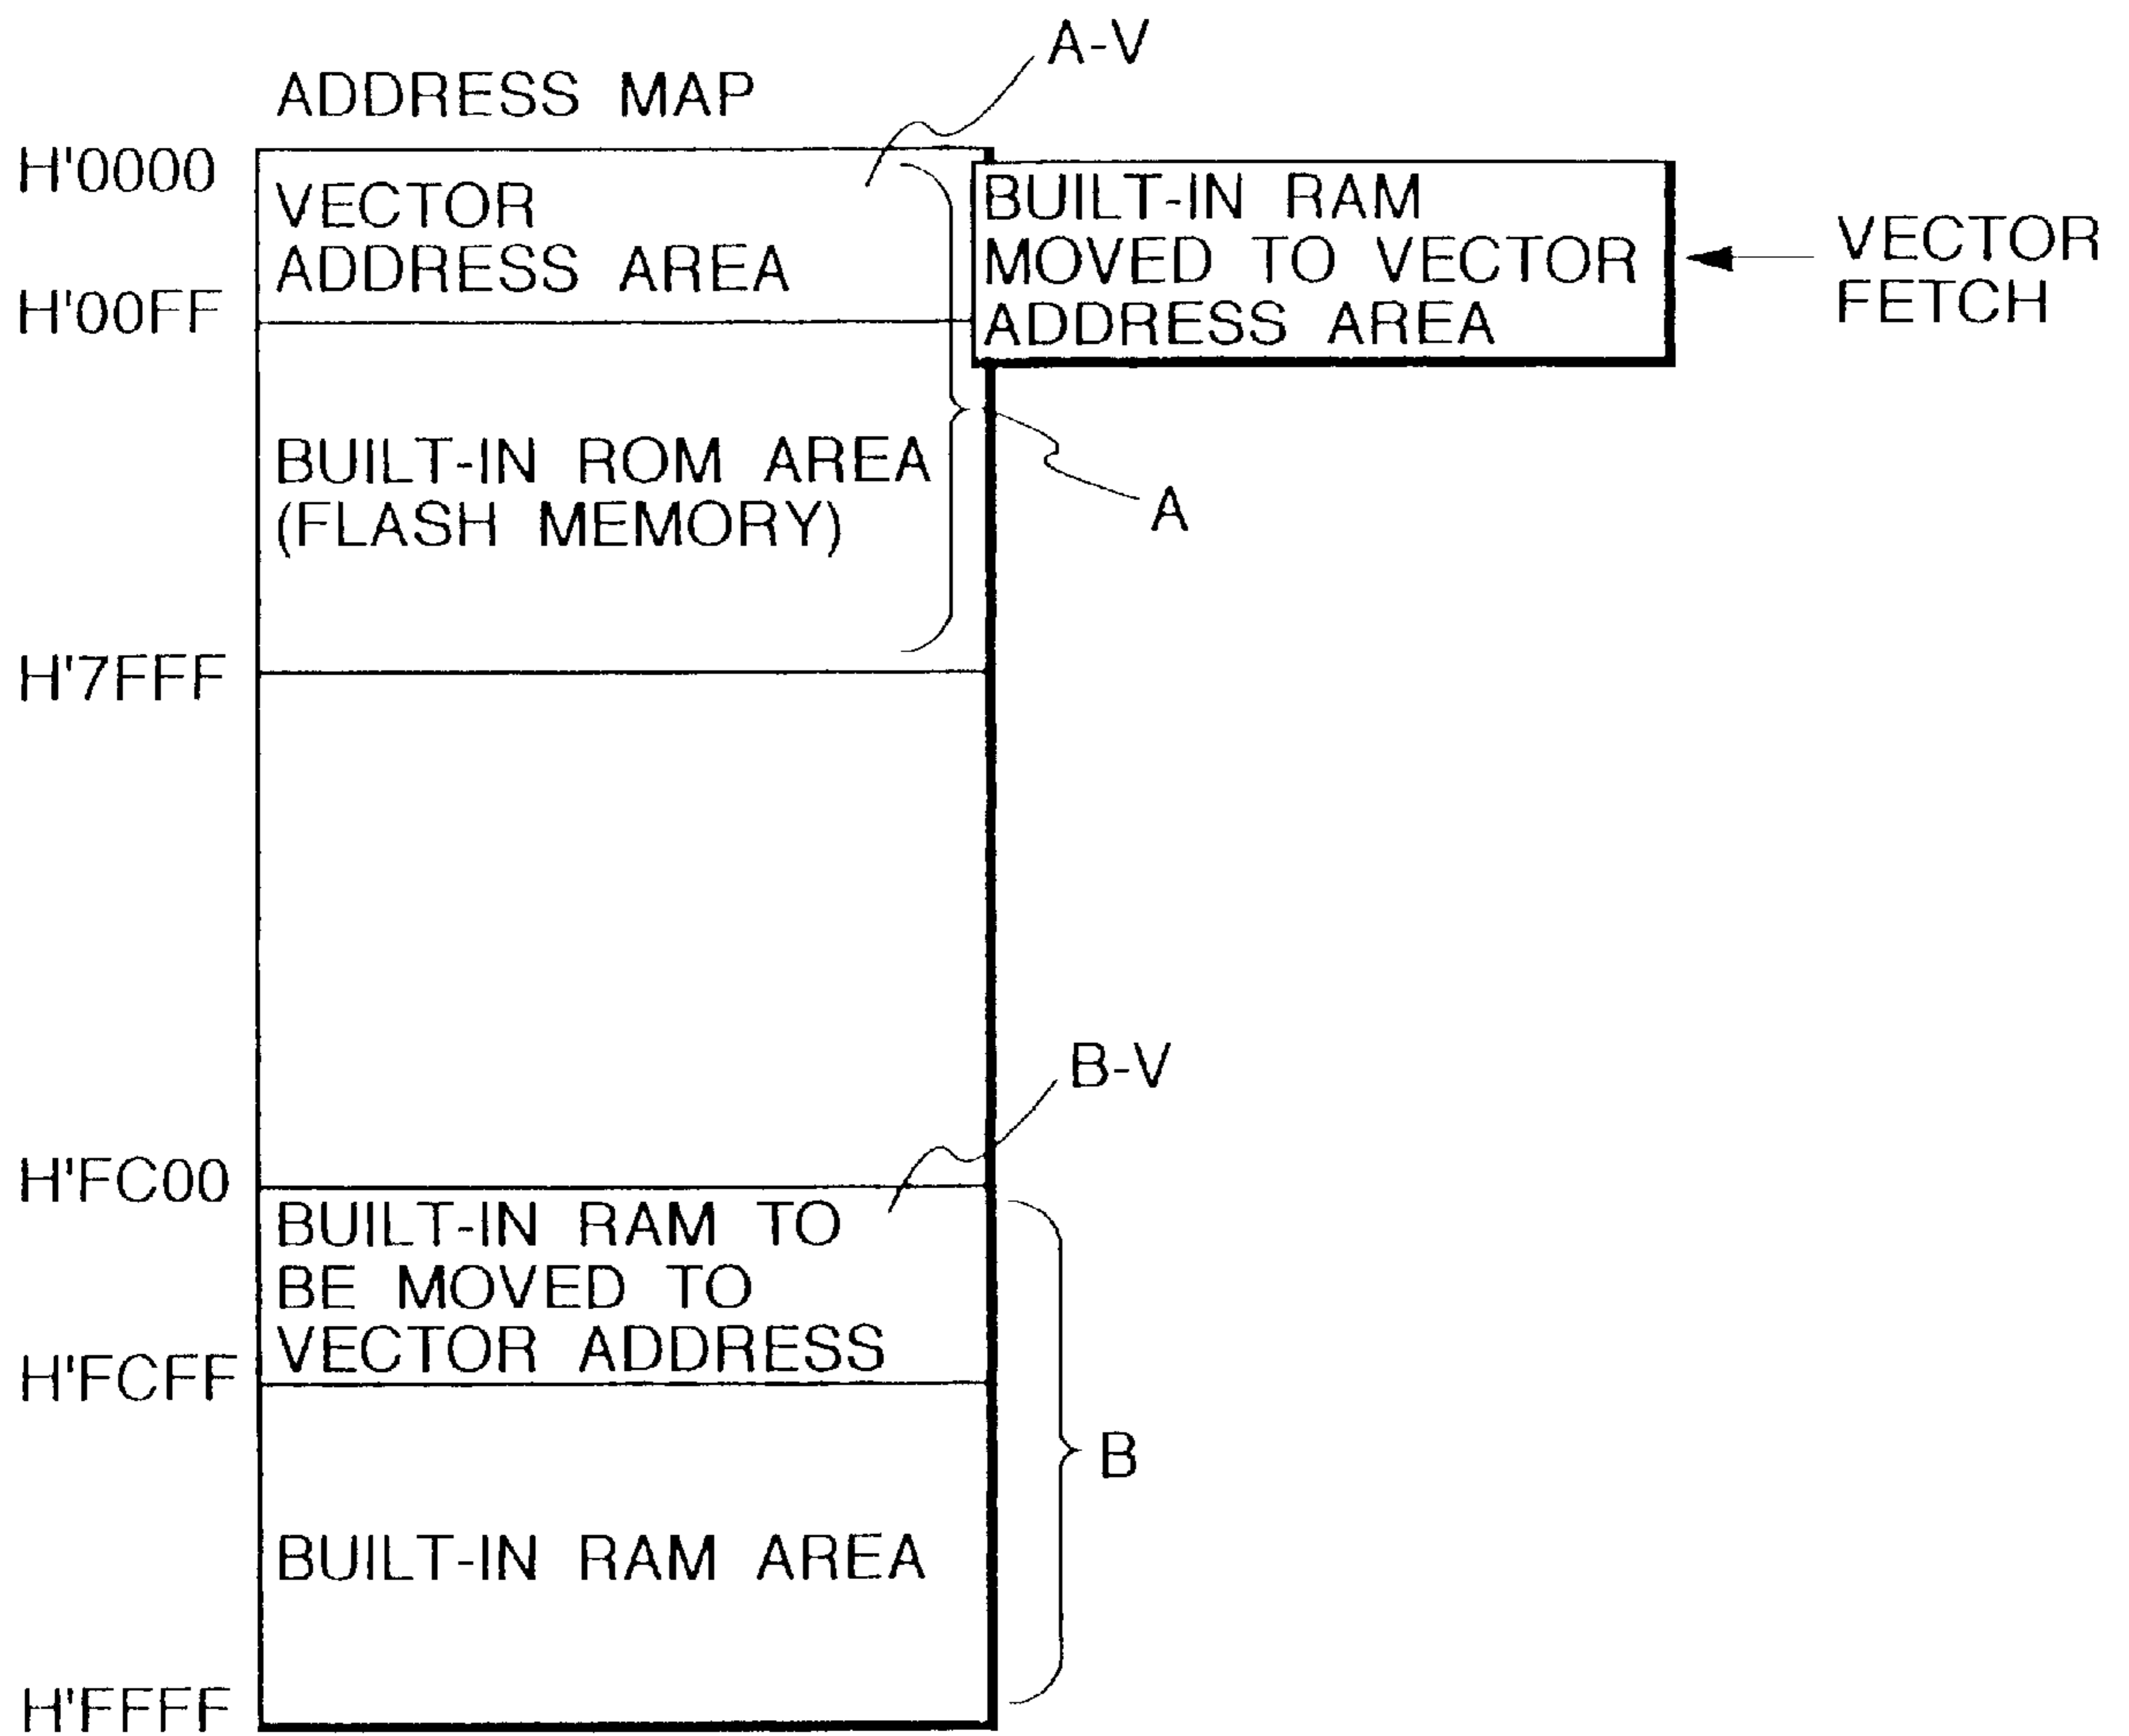 A-V
ADDRESS MAP
H'0000
VECTOR
ADDRESS AREA
H'00FF
BUILT-IN RAM
MOVED TO VECTOR
ADDRESS AREA
VECTOR
FETCH
BUILT-IN ROM AREA
(FLASH MEMORY)
A
H'7FFF
B-V
H'FC00
BUILT-IN RAM TO
BE MOVED TO
VECTOR ADDRESS
H'FCFF
B
BUILT-IN RAM AREA
H'FFFF